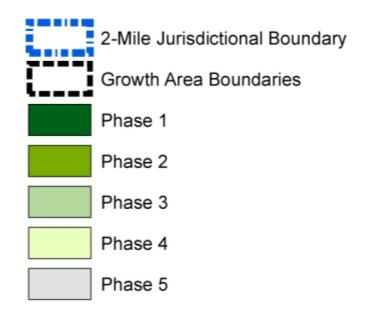 2-Mile Jurisdictional Boundary
Growth Area Boundaries
Phase 1
Phase 2
Phase 3
Phase 4
Phase 5